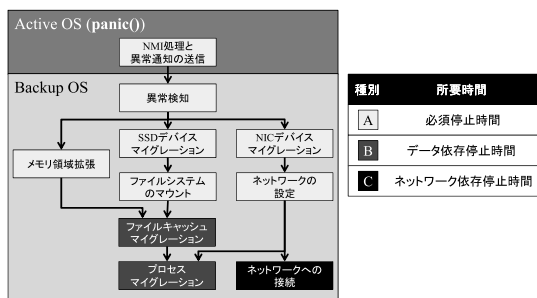 Active OS (panic())
NMI処理と
異常通知の送信
Backup OS
異常検知
メモリ領域拡張
SSDデバイス
マイグレーション
NICデバイス
マイグレーション
ファイルシステム
のマウント
ネットワークの
設定
ファイルキャッシュ
マイグレーション
プロセス
マイグレーション
ネットワークへの
接続
種別 所要時間
A 必須停止時間
B データ依存停止時間
C ネットワーク依存停止時間